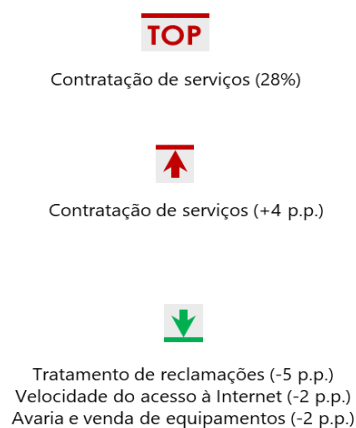 TOP
Contratação de serviços (28%)
Contratação de serviços (+4 p.p.)
Tratamento de reclamações (-5 p.p.)
Velocidade do acesso à Internet (-2 p.p.)
Avaria e venda de equipamentos (-2 p.p.)